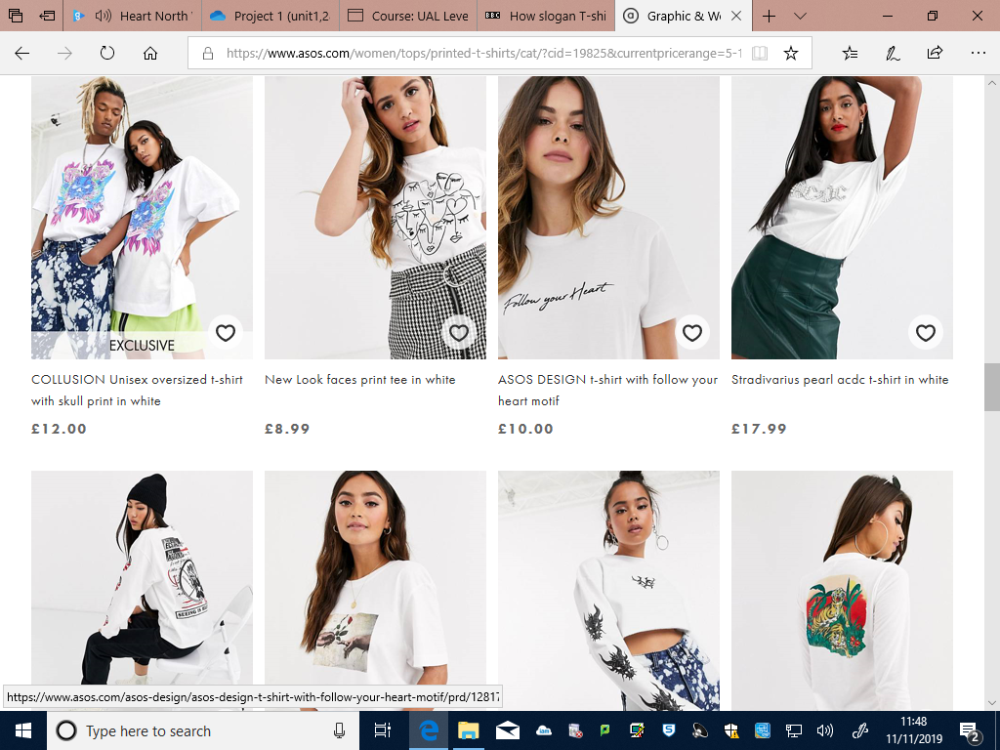 Heart North
Project 1 (unit1,2
Course: UAL Leve
BBC How slogan T-shi
Graphic & W
https://www.asos.com/women/tops/printed-t-shirts/cat/?cid=19825&currentpricerange=5-1
Follow your Heart
EXCLUSIVE
COLLUSION Unisex oversized t-shirt
with skull print in white
£12.00
New Look faces print tee in white
£8.99
ASOS DESIGN t-shirt with follow your
heart motif
£10.00
Stradivarius pearl acdc t-shirt in white
£17.99
https://www.asos.com/asos-design/asos-design-t-shirt-with-follow-your-heart-motif/prd/1281
Type here to search
11:48
11/11/2019
2